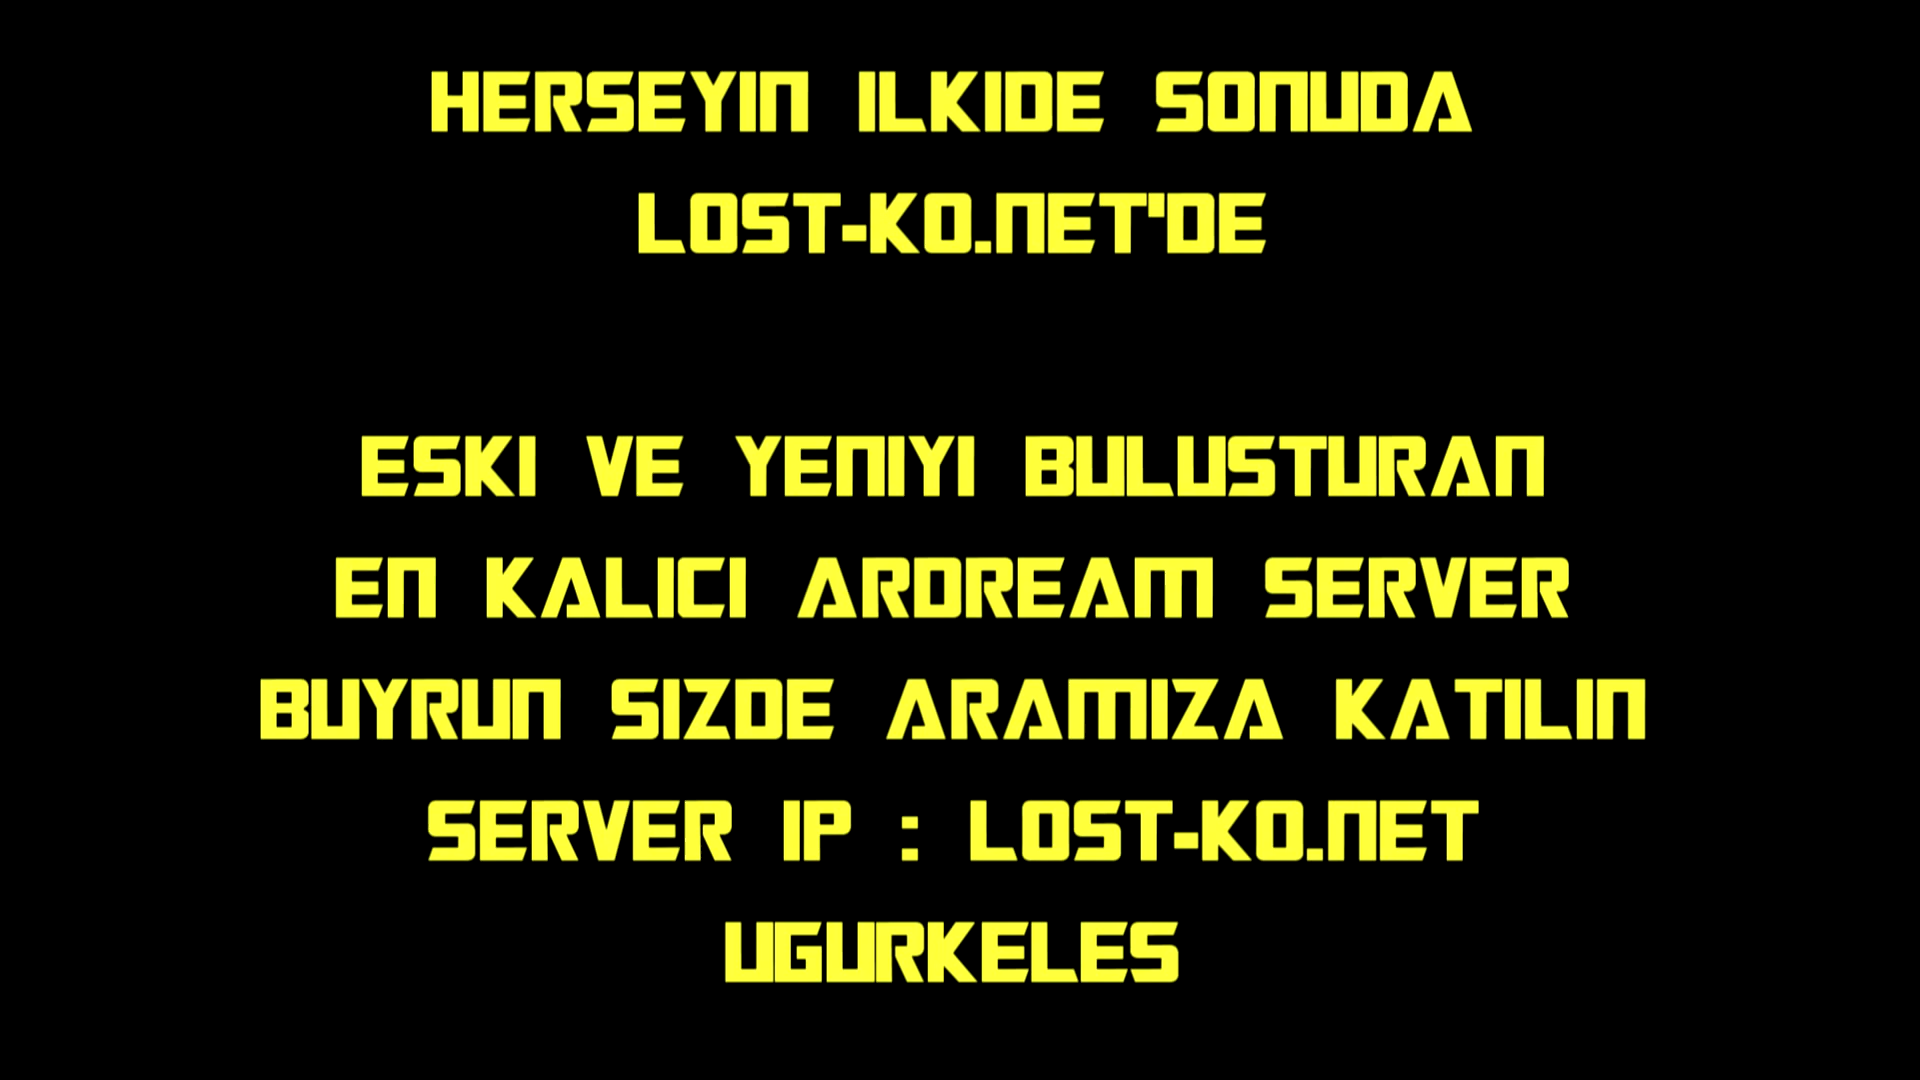 HERSEYIN ILKIDE SONUDA
LOST-KO.NET'DE
ESKI VE YENIYI BULUSTURAN
EN KALICI ARDREAM SERVER
BUYRUN SIZDE ARAMIZA KATILIN
SERVER IP : LOST-KO.NET
UGURKELES